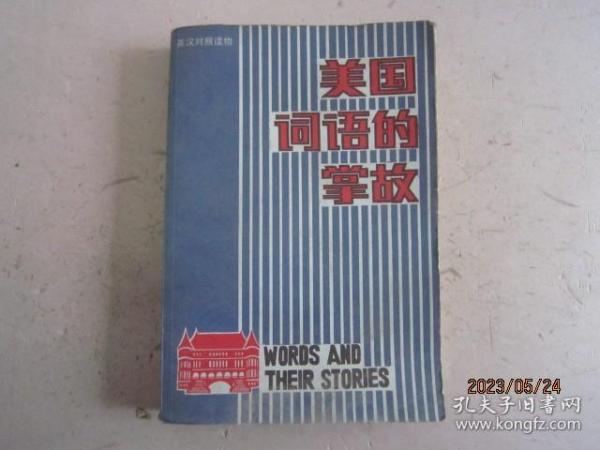 英汉对照读物
美国
词语的
掌故
WORDS AND
THEIR STORIES
2023/05/24
孔夫子旧书网
www.kongfz.com